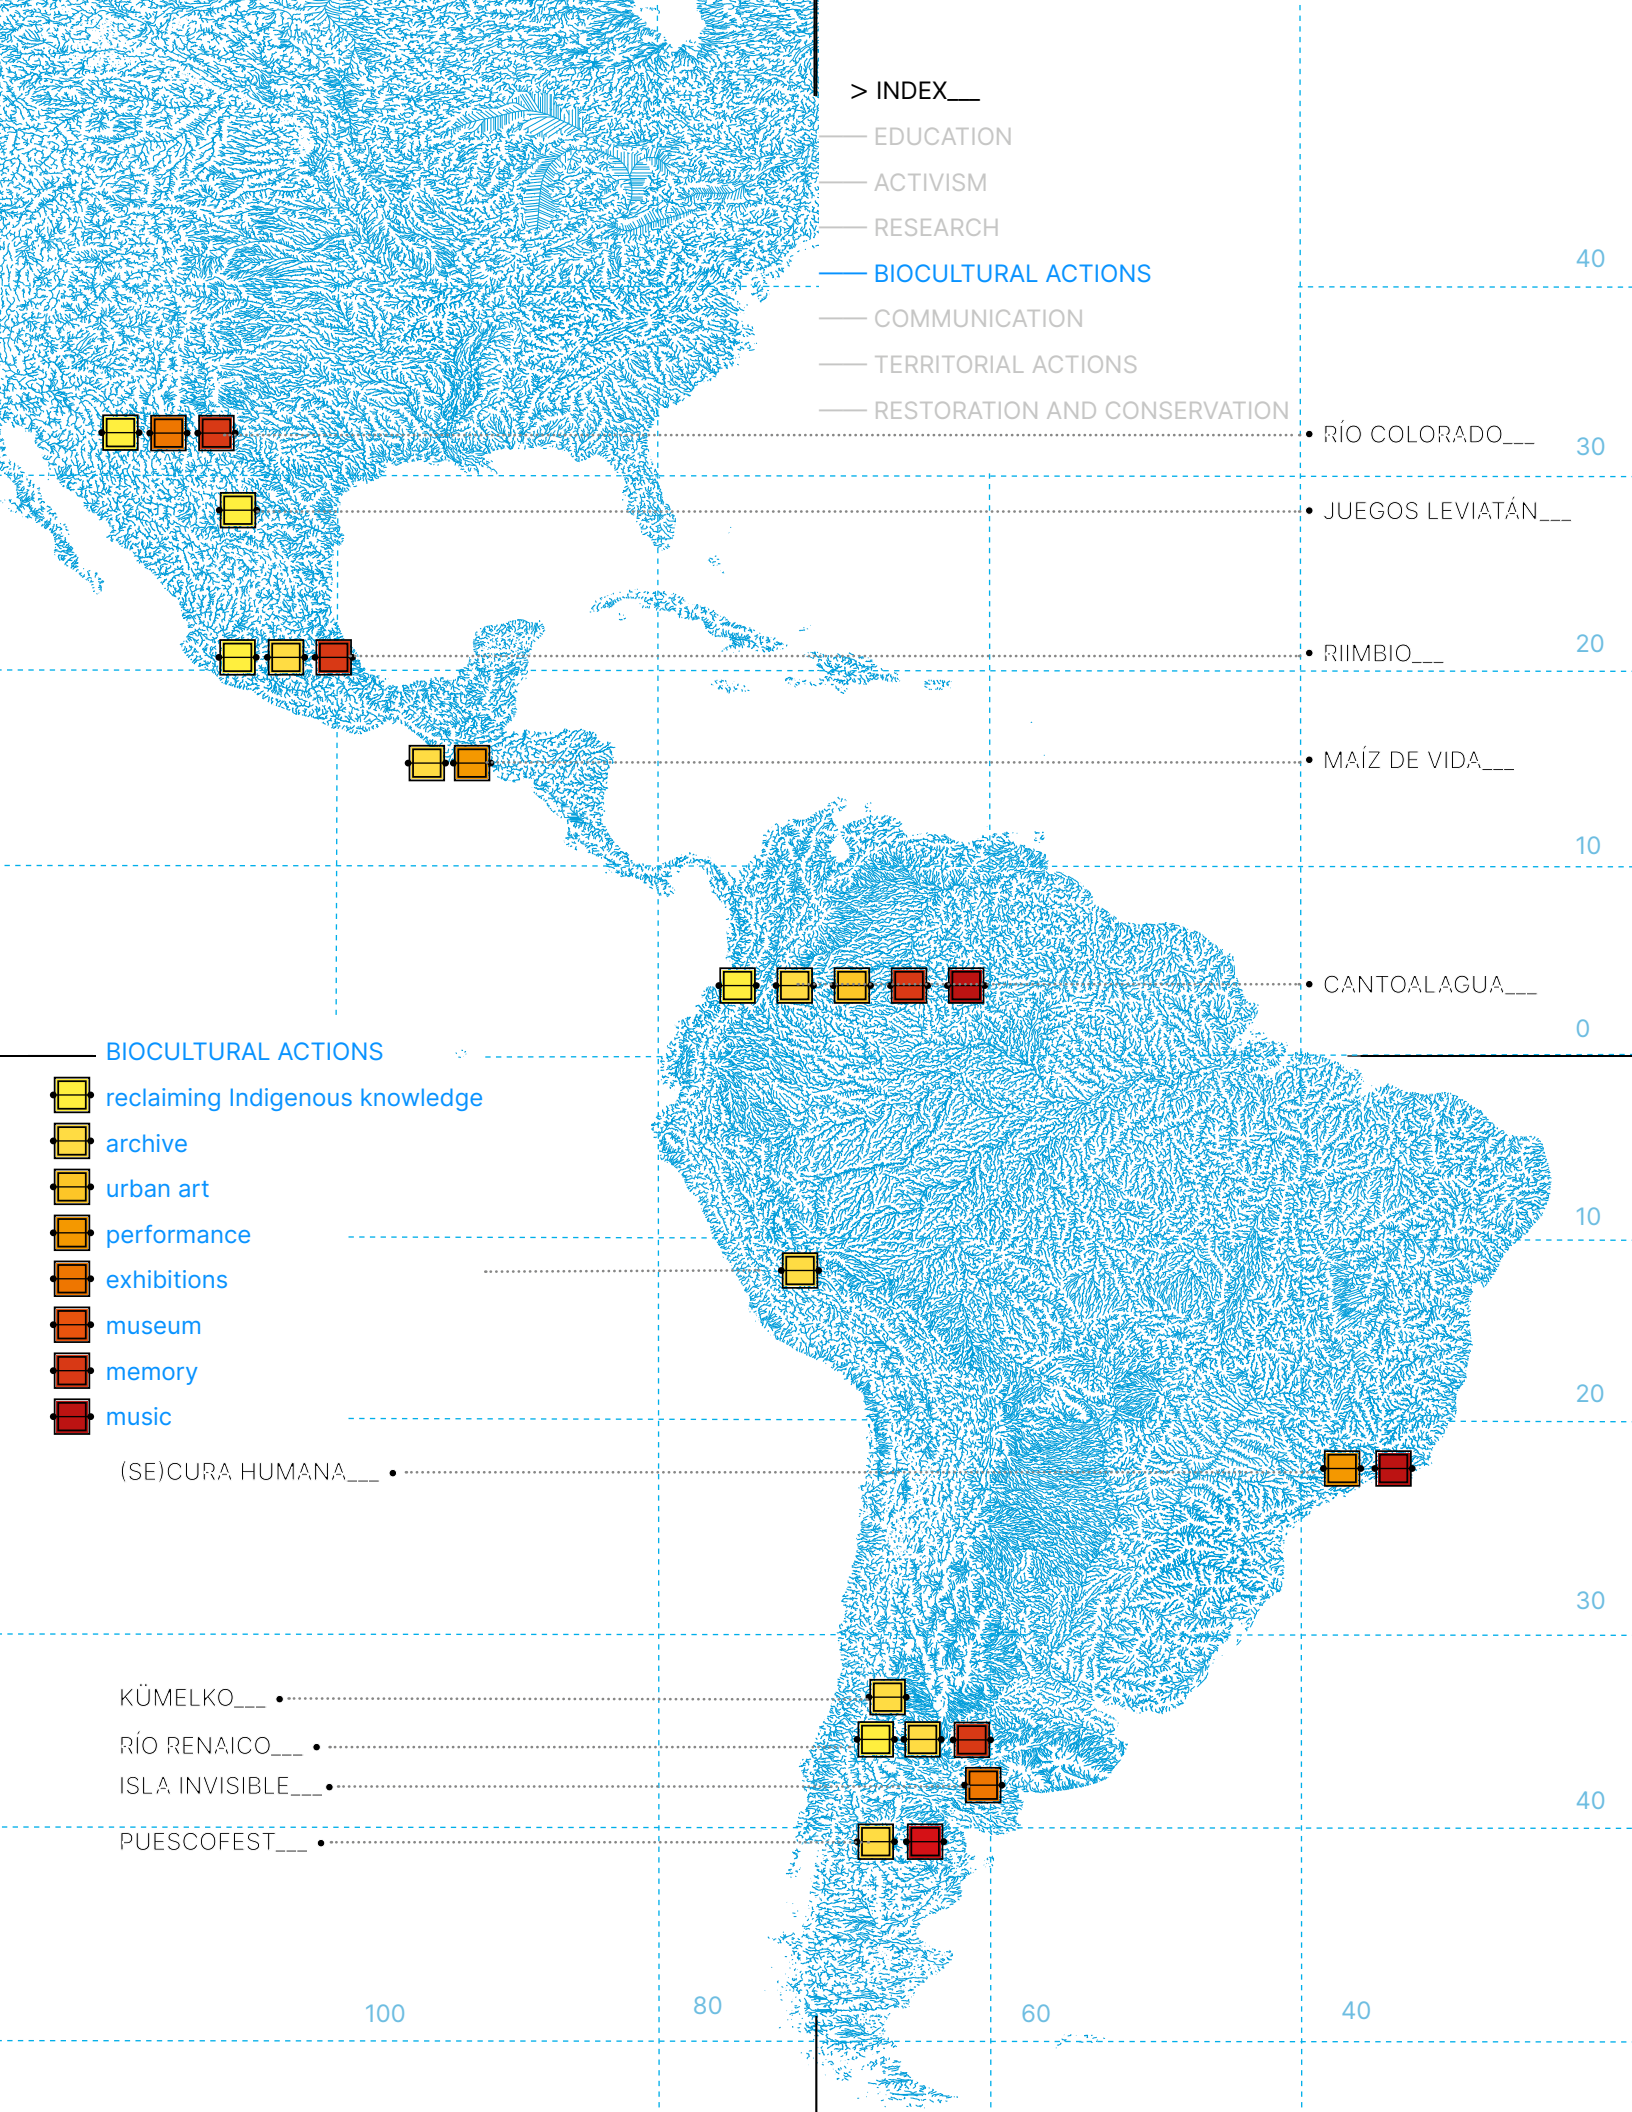 > INDEX___
EDUCATION
ACTIVISM
RESEARCH
BIOCULTURAL ACTIONS
COMMUNICATION
TERRITORIAL ACTIONS
RESTORATION AND CONSERVATION
40
RÍO COLORADO___
30
JUEGOS LEVIATÁN___
20
RIIMBIO___
MAÍZ DE VIDA___
10
CANTOALAGUA___
0
BIOCULTURAL ACTIONS
reclaiming Indigenous knowledge
archive
urban art
performance
exhibitions
museum
memory
music
10
20
(SE)CURA HUMANA___
30
KÜMELKO___
RÍO RENAICO___
ISLA INVISIBLE___
40
PUESCOFEST___
100
80
60
40